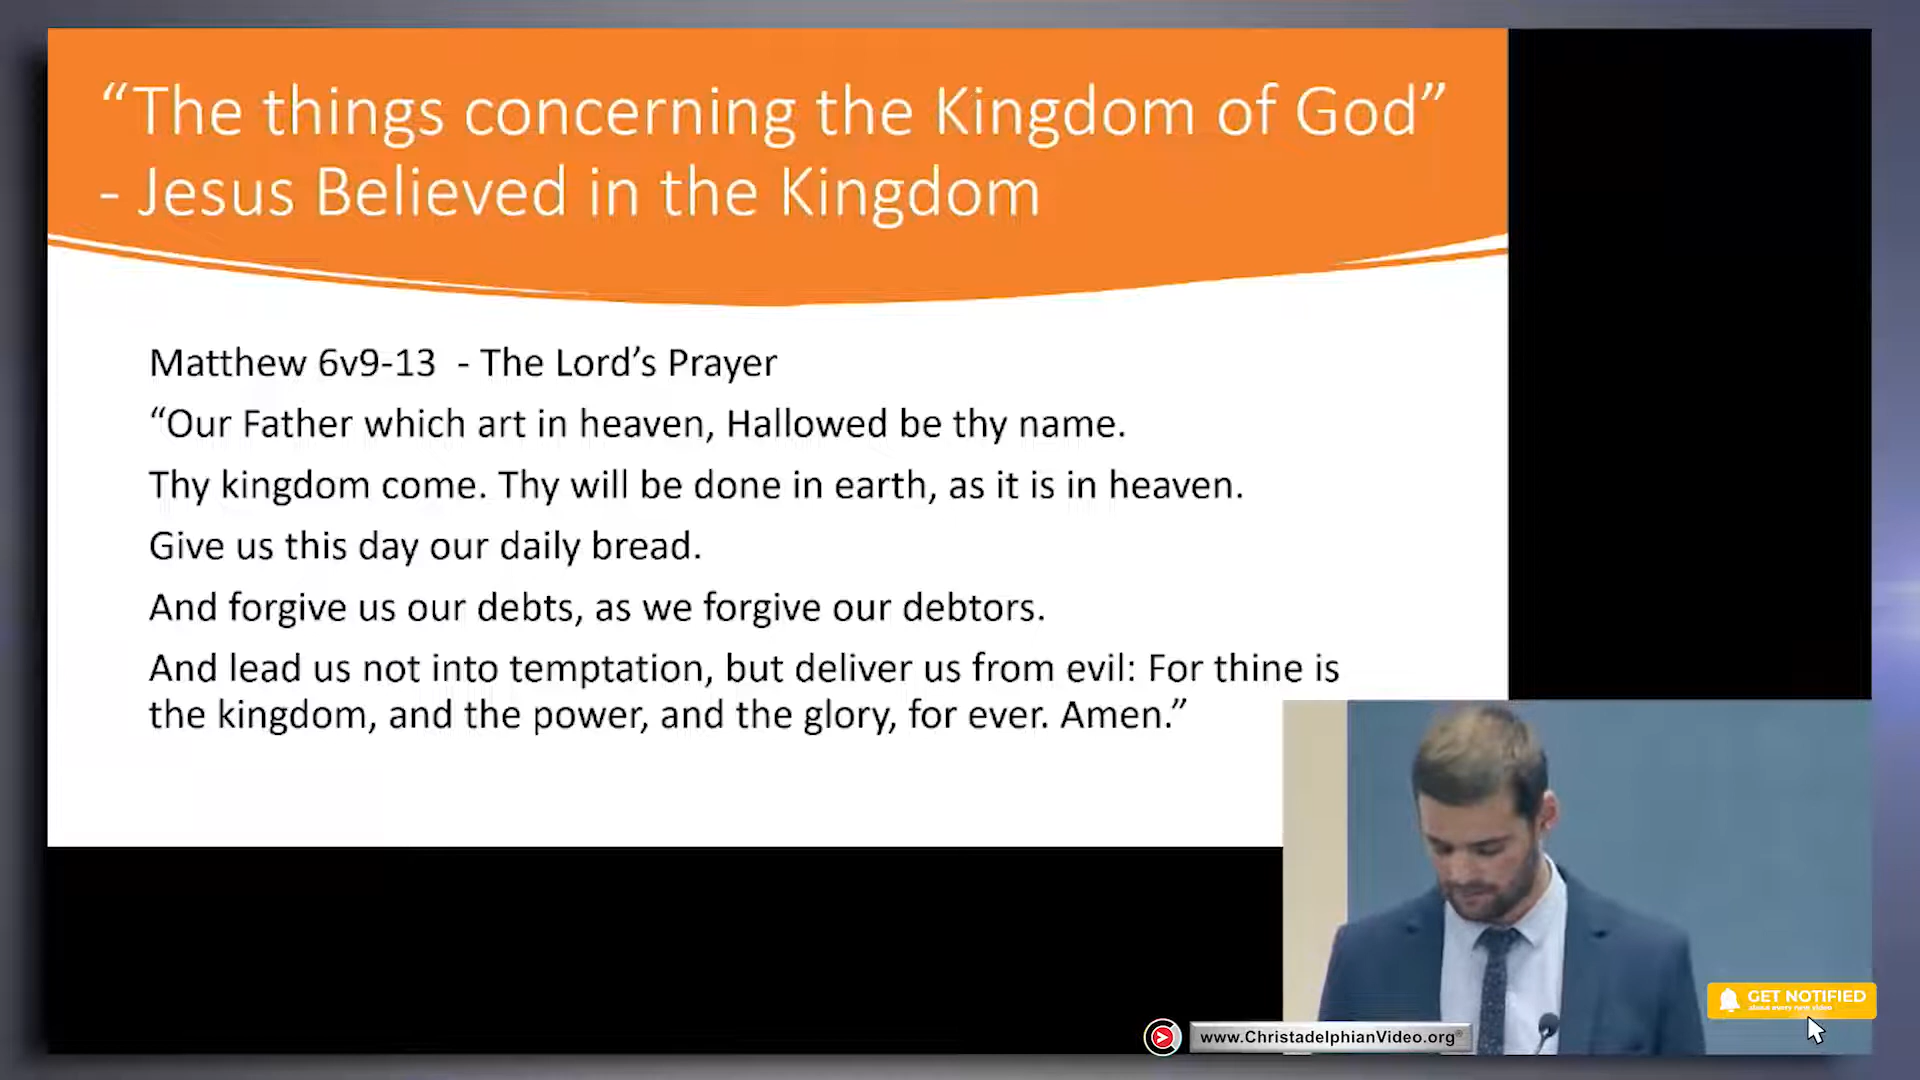 “The things concerning the Kingdom of God”
- Jesus Believed in the Kingdom
Matthew 6v9-13 - The Lord’s Prayer
“Our Father which art in heaven, Hallowed be thy name.
Thy kingdom come. Thy will be done in earth, as it is in heaven.
Give us this day our daily bread.
And forgive us our debts, as we forgive our debtors.
And lead us not into temptation, but deliver us from evil: For thine is
the kingdom, and the power, and the glory, for ever. Amen.”
GET NOTIFIED
about every new video
www.ChristadelphianVideo.org®